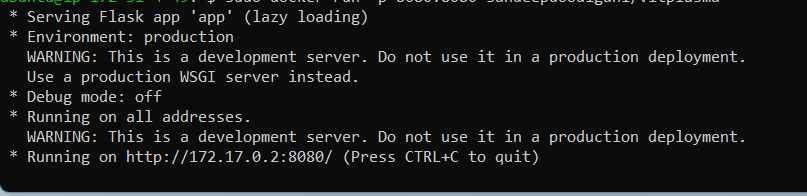 * Serving Flask app 'app' (lazy loading)
* Environment: production
WARNING: This is a development server. Do not use it in a production deployment.
Use a production WSGI server instead.
* Debug mode: off
* Running on all addresses.
WARNING: This is a development server. Do not use it in a production deployment.
* Running on http://172.17.0.2:8080/ (Press CTRL+C to quit)